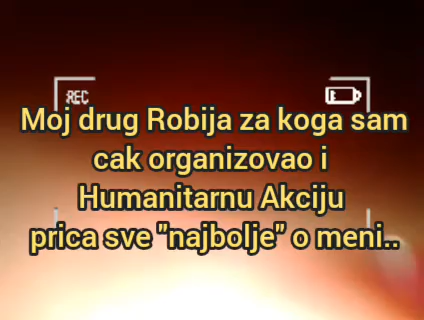 REC
Moj drug Robija za koga sam
cak organizovao i
Humanitarnu Akciju
prica sve "najbolje" o meni..